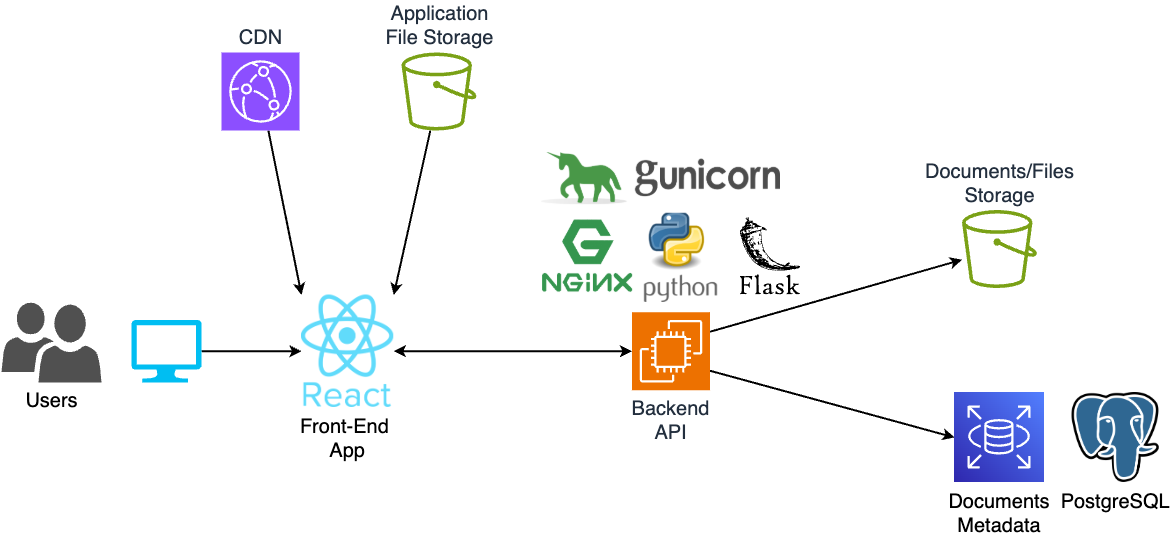 CDN
Application
File Storage
gunicorn
NGINX
python
Flask
Documents/Files
Storage
Users
React
Front-End
App
Backend
API
Documents
Metadata
PostgreSQL